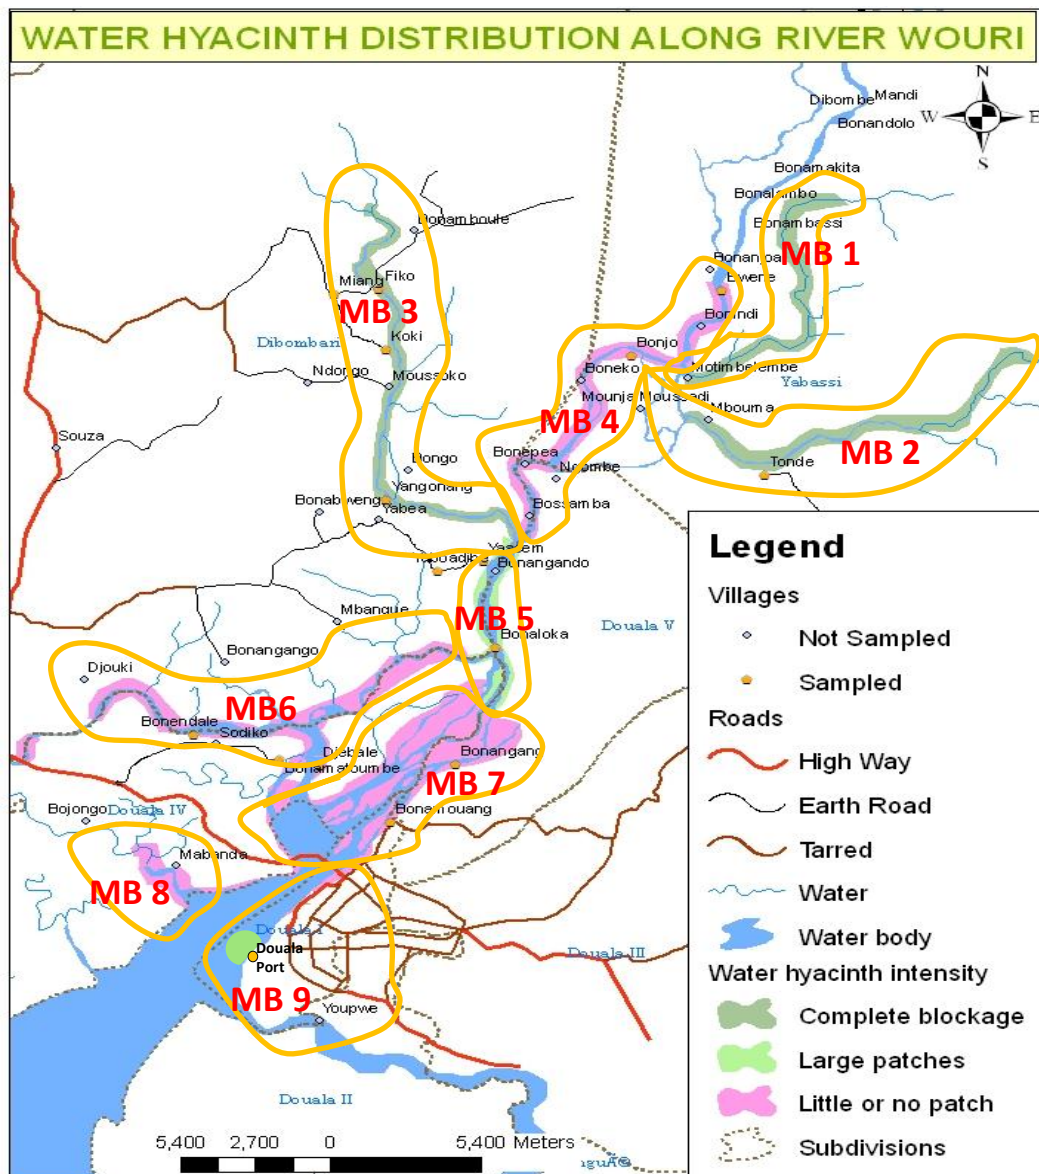 WATER HYACINTH DISTRIBUTION ALONG RIVER WOURI
N
W
E
S
Dibombe
Mandi
Bonandolo
Bonamakita
Bonalambo
Bonambassi
MB 1
Bonamboule
Bwene
Miang
Fiko
MB 3
Bonindi
Dibombari
Koki
Bonjo
Ndongo
Moussoko
Boneko
Motimbelembe
Yabassi
Mounja Moussadi
Mbouma
MB 4
MB 2
Souza
Bongo
Bonepea
Tonde
Yangonang
Bonabweng
Yabea
Bossamba
Bonangando
Mbangue
MB 5
Douala V
Bonaloka
Bonangango
Djouki
MB6
Bonendale
Sodiko
Djebale
Bonamatoumbe
Bonangang
MB 7
Bojongo
Douala IV
Bonamouang
Mabanda
MB 8
Douala I
Douala
Port
Douala III
MB 9
Youpwe
Douala II
5,400
2,700
0
5,400 Meters
Legend
Villages
Not Sampled
Sampled
Roads
High Way
Earth Road
Tarred
Water
Water body
Water hyacinth intensity
Complete blockage
Large patches
Little or no patch
Subdivisions